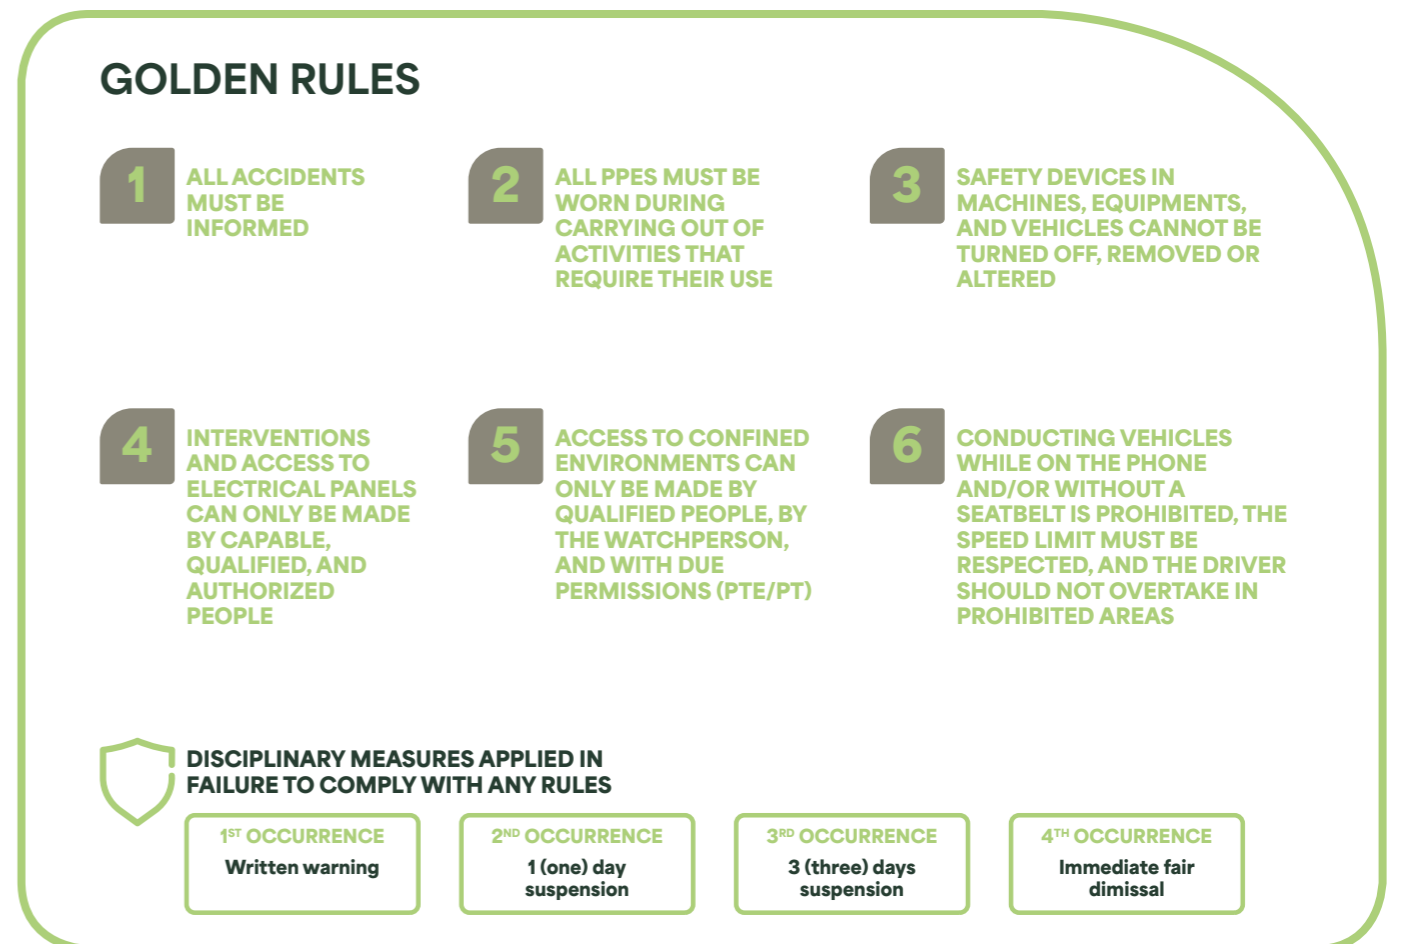 GOLDEN RULES
1
ALL ACCIDENTS
MUST BE
INFORMED
2
ALL PPES MUST BE
WORN DURING
CARRYING OUT OF
ACTIVITIES THAT
REQUIRE THEIR USE
3
SAFETY DEVICES IN
MACHINES, EQUIPMENTS,
AND VEHICLES CANNOT BE
TURNED OFF, REMOVED OR
ALTERED
4
INTERVENTIONS
AND ACCESS TO
ELECTRICAL PANELS
CAN ONLY BE MADE
BY CAPABLE,
QUALIFIED, AND
AUTHORIZED
PEOPLE
5
ACCESS TO CONFINED
ENVIRONMENTS CAN
ONLY BE MADE BY
QUALIFIED PEOPLE, BY
THE WATCHPERSON,
AND WITH DUE
PERMISSIONS (PTE/PT)
6
CONDUCTING VEHICLES
WHILE ON THE PHONE
AND/OR WITHOUT A
SEATBELT IS PROHIBITED, THE
SPEED LIMIT MUST BE
RESPECTED, AND THE DRIVER
SHOULD NOT OVERTAKE IN
PROHIBITED AREAS
DISCIPLINARY MEASURES APPLIED IN
FAILURE TO COMPLY WITH ANY RULES
1ST OCCURRENCE
Written warning
2ND OCCURRENCE
1 (one) day
suspension
3RD OCCURRENCE
3 (three) days
suspension
4TH OCCURRENCE
Immediate fair
dimissal